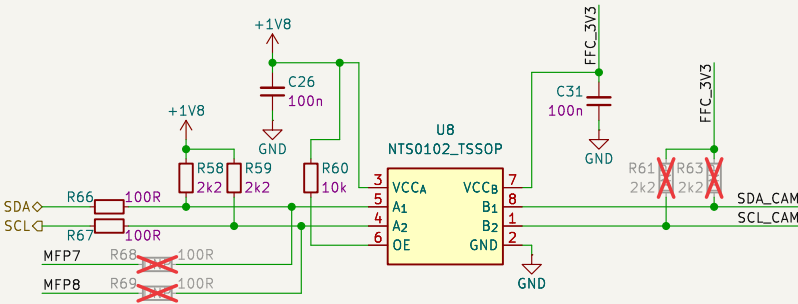 +1V8
C26
100n
GND
+1V8
R58
2k2
R59
2k2
R60
10k
SDA
R66
100R
SCL
R67
100R
MFP7
R68
100R
MFP8
R69
100R
U8
NTS0102_TSSOP
3
VCCA
VCCB
7
5
A1
B1
8
4
A2
B2
1
6
OE
GND
2
GND
FFC_3V3
C31
100n
GND
FFC_3V3
R61
2k2
R63
2k2
SDA_CAM
SCL_CAM